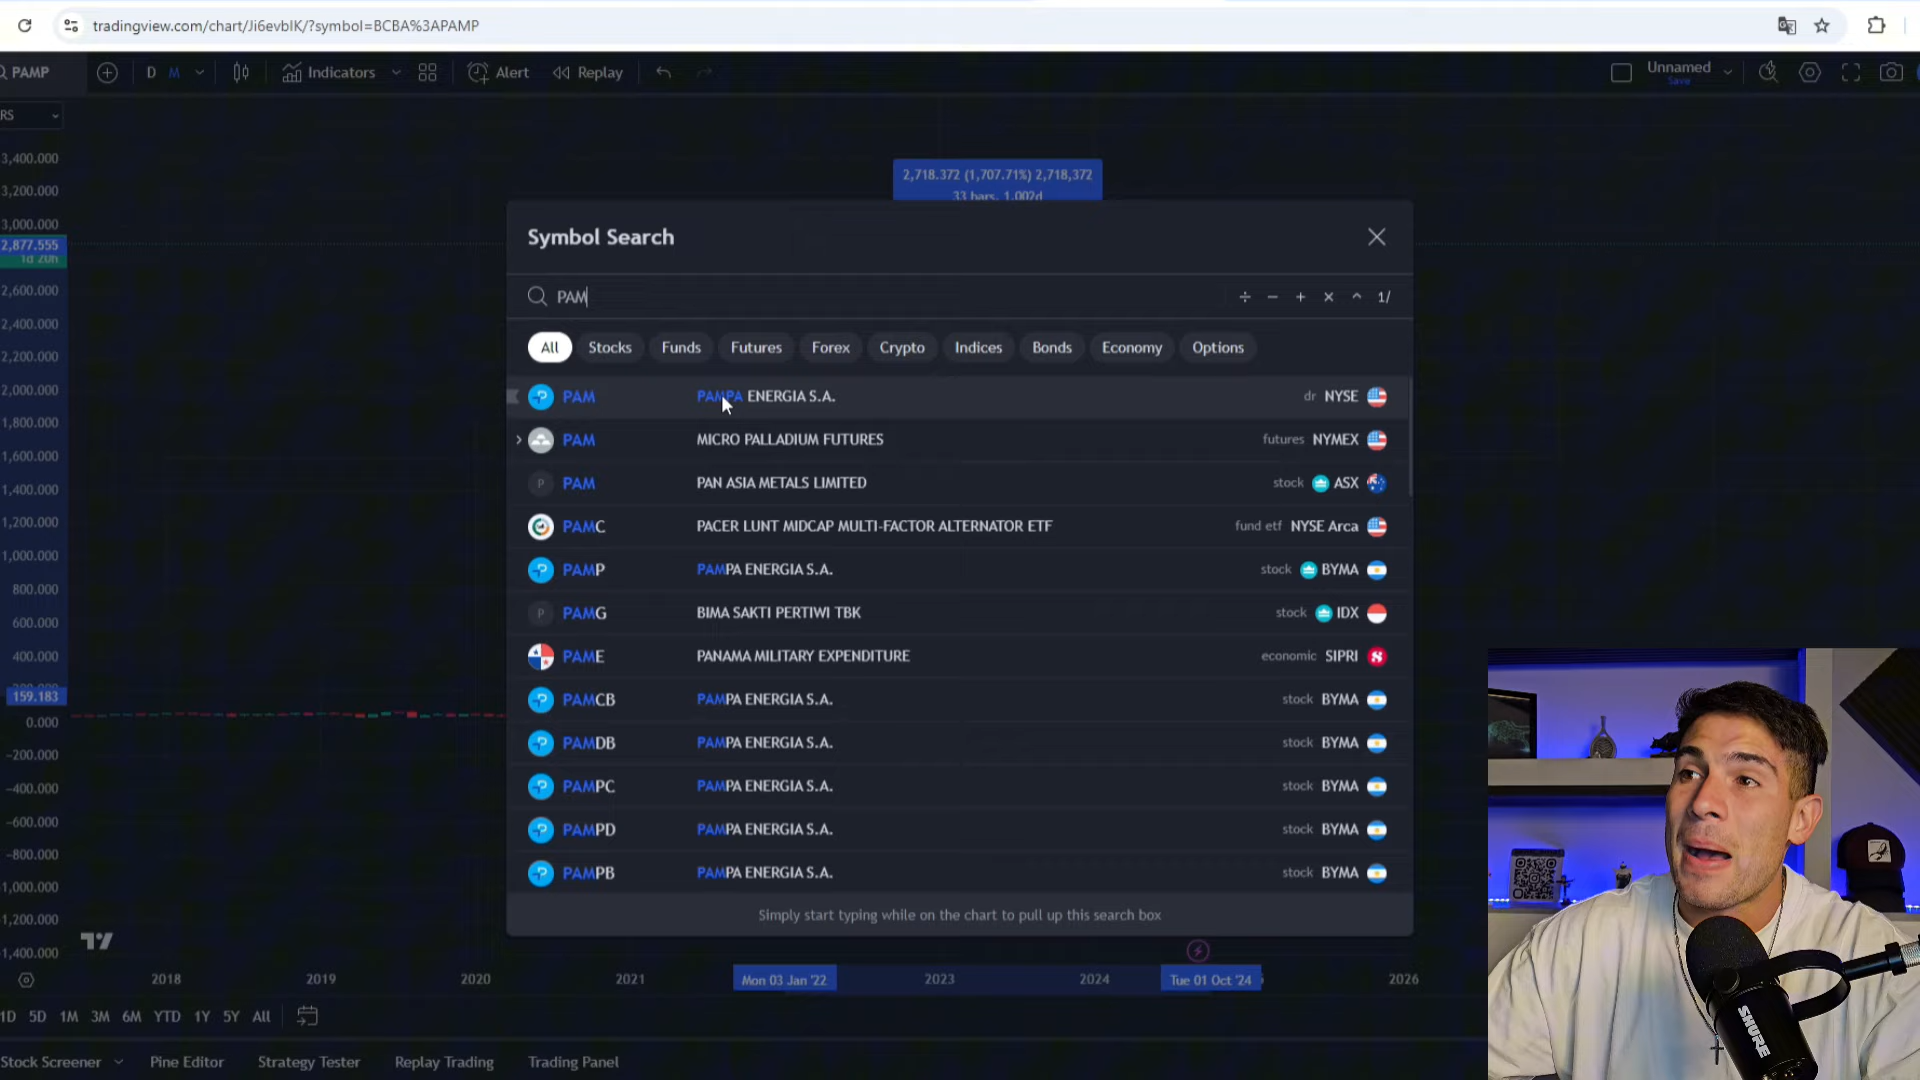 tradingview.com/chart/Ji6evbIK/?symbol=BCBA%3APAMP
PAMP D M Indicators Alert Replay Unnamed
Save
RS
3,400.000
3,200.000
3,000.000
2,877.555
1d 20h
2,600.000
2,400.000
2,200.000
2,000.000
1,800.000
1,600.000
1,400.000
1,200.000
1,000.000
800.000
600.000
400.000
159.183
0.000
-200.000
-400.000
-600.000
-800.000
-1,000.000
-1,200.000
-1,400.000
2,718.372 (1,707.71%) 2,718,372
33 bars, 1,002d
Symbol Search
PAM ÷ − + × ^ 1/
All Stocks Funds Futures Forex Crypto Indices Bonds Economy Options
PAM PAMPA ENERGIA S.A. dr NYSE
PAM MICRO PALLADIUM FUTURES futures NYMEX
P PAM PAN ASIA METALS LIMITED stock ASX
PAMC PACER LUNT MIDCAP MULTI-FACTOR ALTERNATOR ETF fund etf NYSE Arca
PAMP PAMPA ENERGIA S.A. stock BYMA
P PAMG BIMA SAKTI PERTIWI TBK stock IDX
PAME PANAMA MILITARY EXPENDITURE economic SIPRI
PAMCB PAMPA ENERGIA S.A. stock BYMA
PAMDB PAMPA ENERGIA S.A. stock BYMA
PAMPC PAMPA ENERGIA S.A. stock BYMA
PAMPD PAMPA ENERGIA S.A. stock BYMA
PAMPB PAMPA ENERGIA S.A. stock BYMA
Simply start typing while on the chart to pull up this search box
2018 2019 2020 2021 Mon 03 Jan '22 2023 2024 Tue 01 Oct '24 2026
1D 5D 1M 3M 6M YTD 1Y 5Y All
Stock Screener Pine Editor Strategy Tester Replay Trading Trading Panel
SHURE